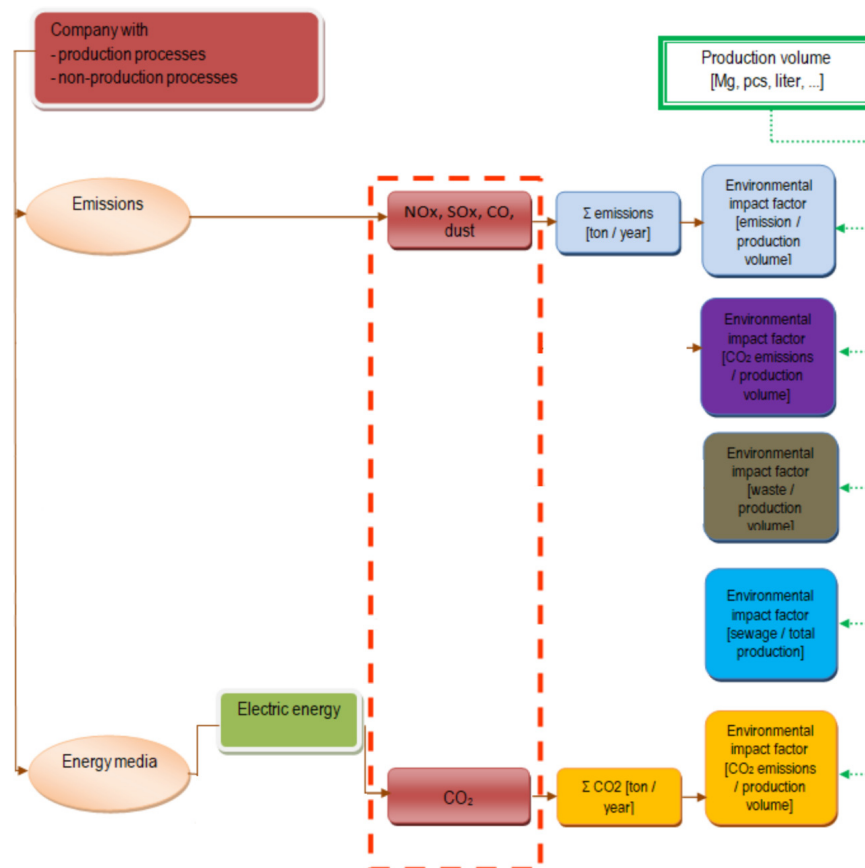 Company with
- production processes
- non-production processes
Production volume
[Mg, pcs, liter, ...]
Emissions
NOx, SOx, CO,
dust
Σ emissions
[ton / year]
Environmental
impact factor
[emission /
production
volume]
Environmental
impact factor
[CO₂ emissions
/ production
volume]
Environmental
impact factor
[waste /
production
volume]
Environmental
impact factor
[sewage / total
production]
Electric energy
Energy media
CO₂
Σ CO2 [ton /
year]
Environmental
impact factor
[CO₂ emissions
/ production
volume]